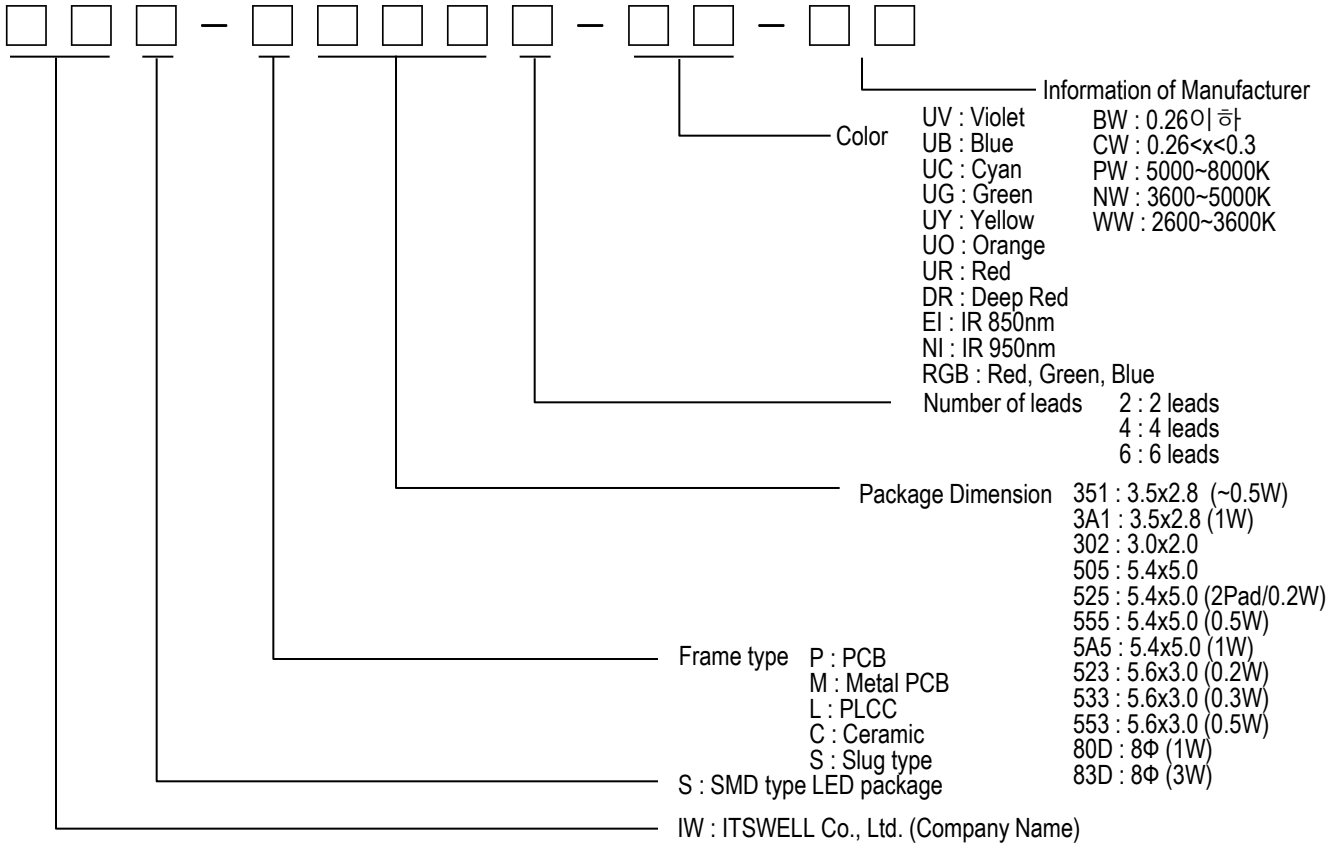 Information of Manufacturer
Color
UV : Violet
UB : Blue
UC : Cyan
UG : Green
UY : Yellow
UO : Orange
UR : Red
DR : Deep Red
EI : IR 850nm
NI : IR 950nm
RGB : Red, Green, Blue
BW : 0.26이하
CW : 0.26<x<0.3
PW : 5000~8000K
NW : 3600~5000K
WW : 2600~3600K
Number of leads
2 : 2 leads
4 : 4 leads
6 : 6 leads
Package Dimension
351 : 3.5x2.8 (~0.5W)
3A1 : 3.5x2.8 (1W)
302 : 3.0x2.0
505 : 5.4x5.0
525 : 5.4x5.0 (2Pad/0.2W)
555 : 5.4x5.0 (0.5W)
5A5 : 5.4x5.0 (1W)
523 : 5.6x3.0 (0.2W)
533 : 5.6x3.0 (0.3W)
553 : 5.6x3.0 (0.5W)
80D : 8Φ (1W)
83D : 8Φ (3W)
Frame type
P : PCB
M : Metal PCB
L : PLCC
C : Ceramic
S : Slug type
S : SMD type LED package
IW : ITSWELL Co., Ltd. (Company Name)